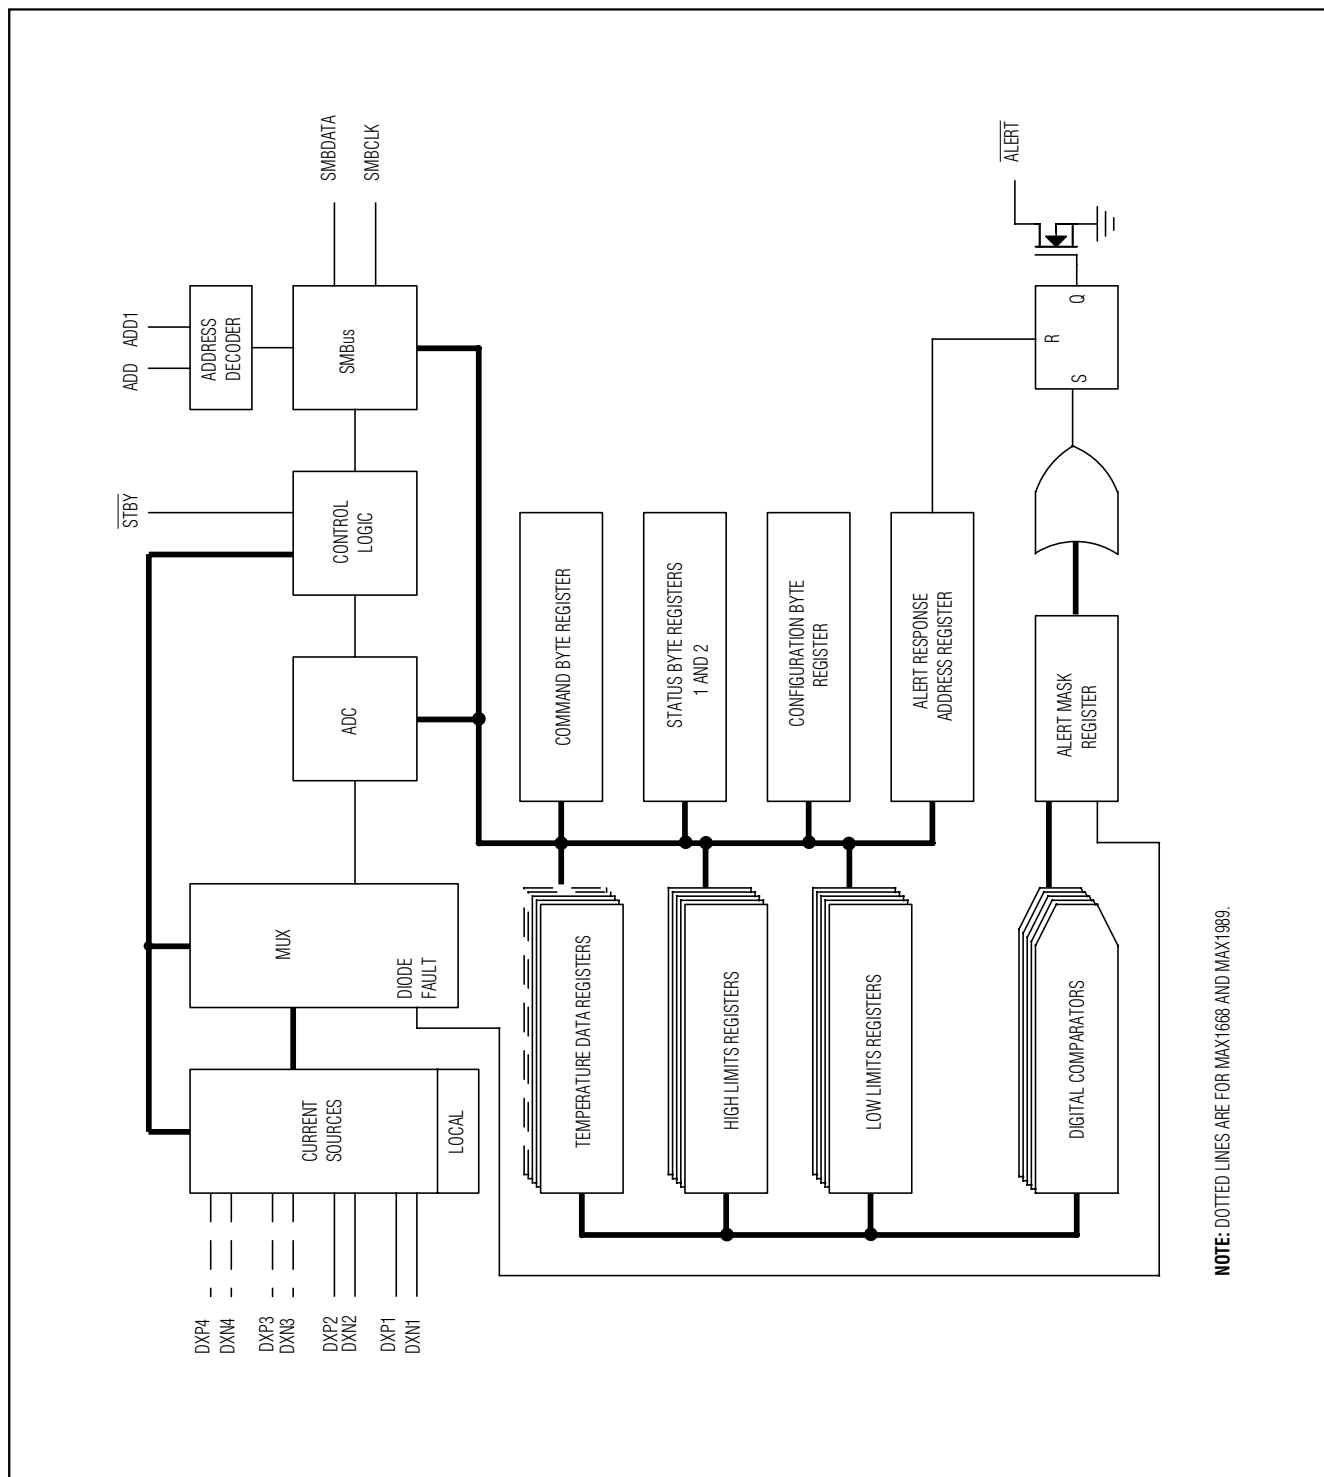 ADD
ADD1
STBY
ADDRESS
DECODER
SMBus
SMBDATA
SMBCLK
CONTROL
LOGIC
ADC
MUX
DIODE
FAULT
CURRENT
SOURCES
LOCAL
DXP4
DXN4
DXP3
DXN3
DXP2
DXN2
DXP1
DXN1
COMMAND BYTE REGISTER
STATUS BYTE REGISTERS
1 AND 2
CONFIGURATION BYTE
REGISTER
ALERT RESPONSE
ADDRESS REGISTER
TEMPERATURE DATA REGISTERS
HIGH LIMITS REGISTERS
LOW LIMITS REGISTERS
DIGITAL COMPARATORS
ALERT MASK
REGISTER
S
R
Q
ALERT
NOTE: DOTTED LINES ARE FOR MAX1668 AND MAX1989.